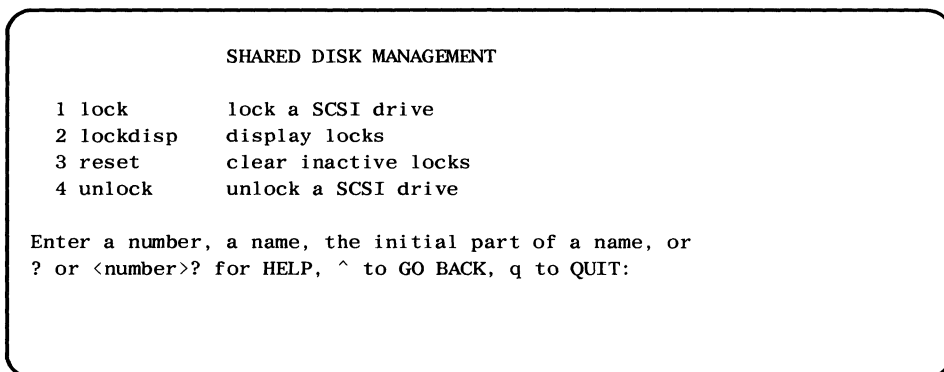 SHARED DISK MANAGEMENT
1 lock lock a SCSI drive
2 lockdisp display locks
3 reset clear inactive locks
4 unlock unlock a SCSI drive
Enter a number, a name, the initial part of a name, or
? or <number>? for HELP, ^ to GO BACK, q to QUIT: